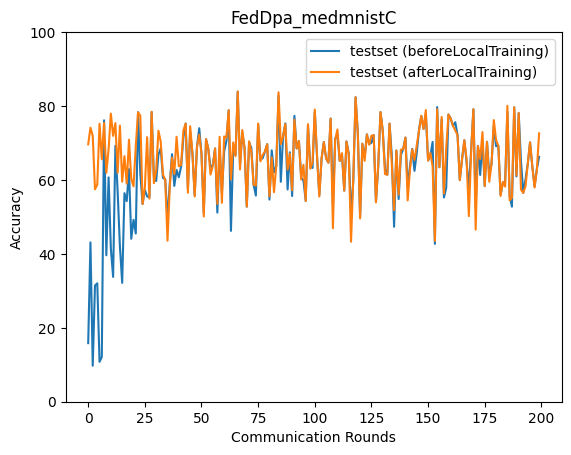 FedDpa_medmnistC
testset (beforeLocalTraining)
testset (afterLocalTraining)
100
80
60
40
20
0
Accuracy
0 25 50 75 100 125 150 175 200
Communication Rounds